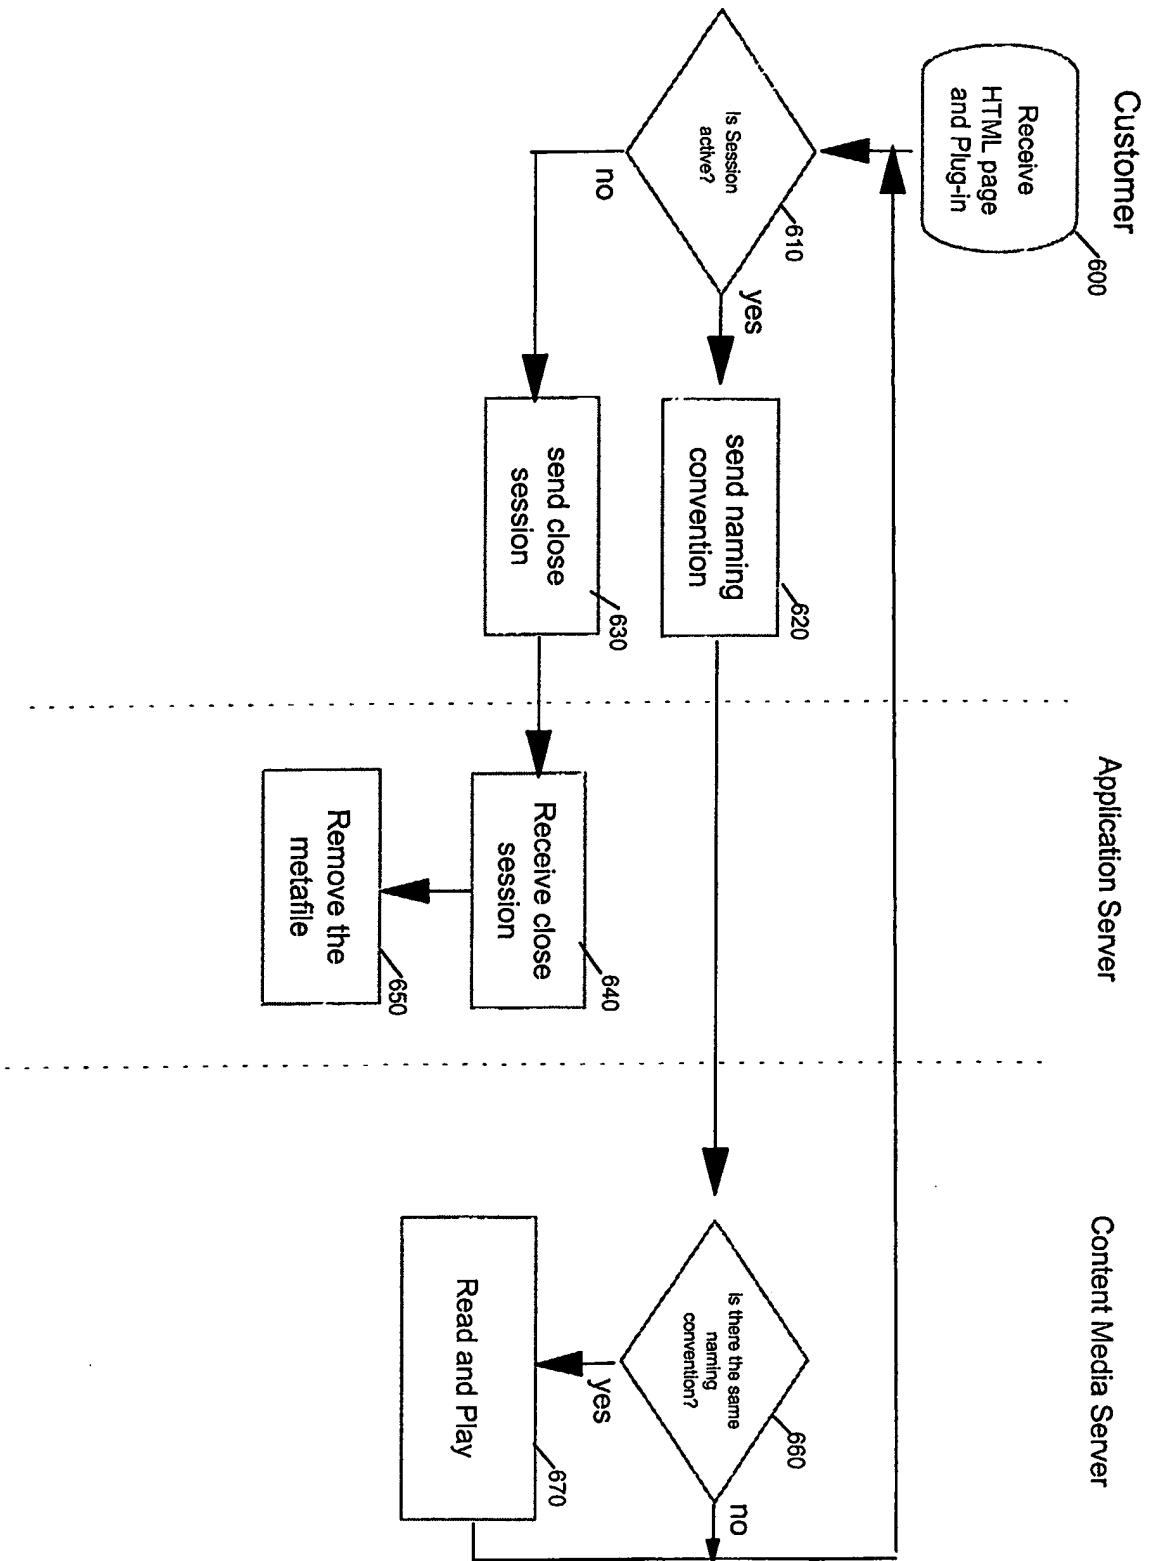 Customer
Application Server
Content Media Server
Receive
HTML page
and Plug-in
600
Is Session
active?
610
yes
no
send naming
convention
620
send close
session
630
Receive close
session
640
Remove the
metafile
650
is there the same
naming
convention?
660
no
yes
Read and Play
670